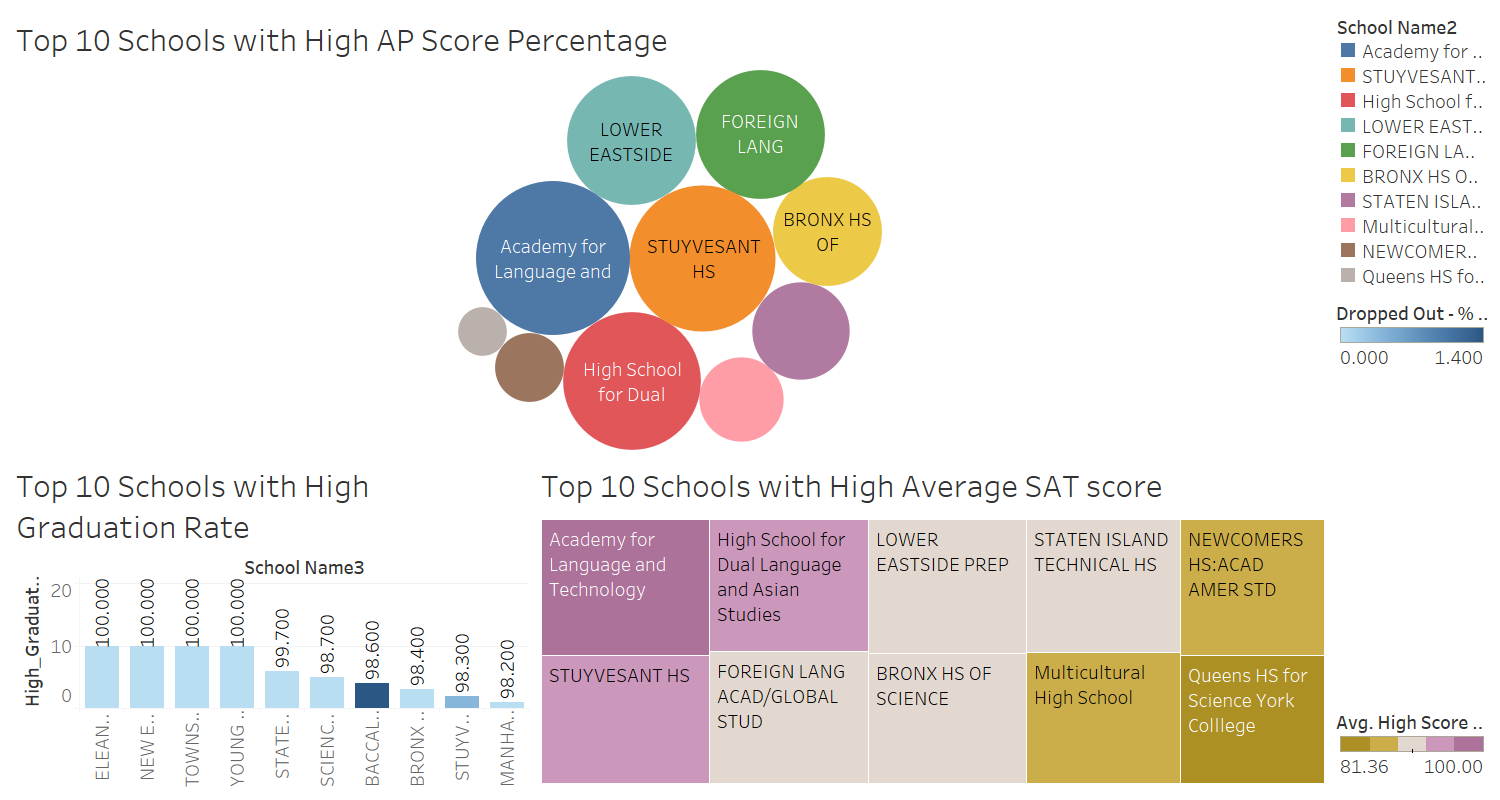 Top 10 Schools with High AP Score Percentage
LOWER
EASTSIDE
FOREIGN
LANG
BRONX HS
OF
Academy for
Language and
STUYVESANT
HS
High School
for Dual
School Name2
Academy for ..
STUYVESANT..
High School f..
LOWER EAST..
FOREIGN LA..
BRONX HS O..
STATEN ISLA..
Multicultural..
NEWCOMER..
Queens HS fo..
Dropped Out - % ..
0.000 1.400
Top 10 Schools with High
Graduation Rate
School Name3
High_Graduat..
20
10
0
100.000
100.000
100.000
100.000
99.700
98.700
98.600
98.400
98.300
98.200
ELEAN..
NEW E..
TOWNS..
YOUNG ..
STATE..
SCIENC..
BACCAL..
BRONX ..
STUYV..
MANHA..
Top 10 Schools with High Average SAT score
Academy for
Language and
Technology
High School for
Dual Language
and Asian
Studies
LOWER
EASTSIDE PREP
STATEN ISLAND
TECHNICAL HS
NEWCOMERS
HS:ACAD
AMER STD
STUYVESANT HS
FOREIGN LANG
ACAD/GLOBAL
STUD
BRONX HS OF
SCIENCE
Multicultural
High School
Queens HS for
Science York
Colllege
Avg. High Score ..
81.36 100.00